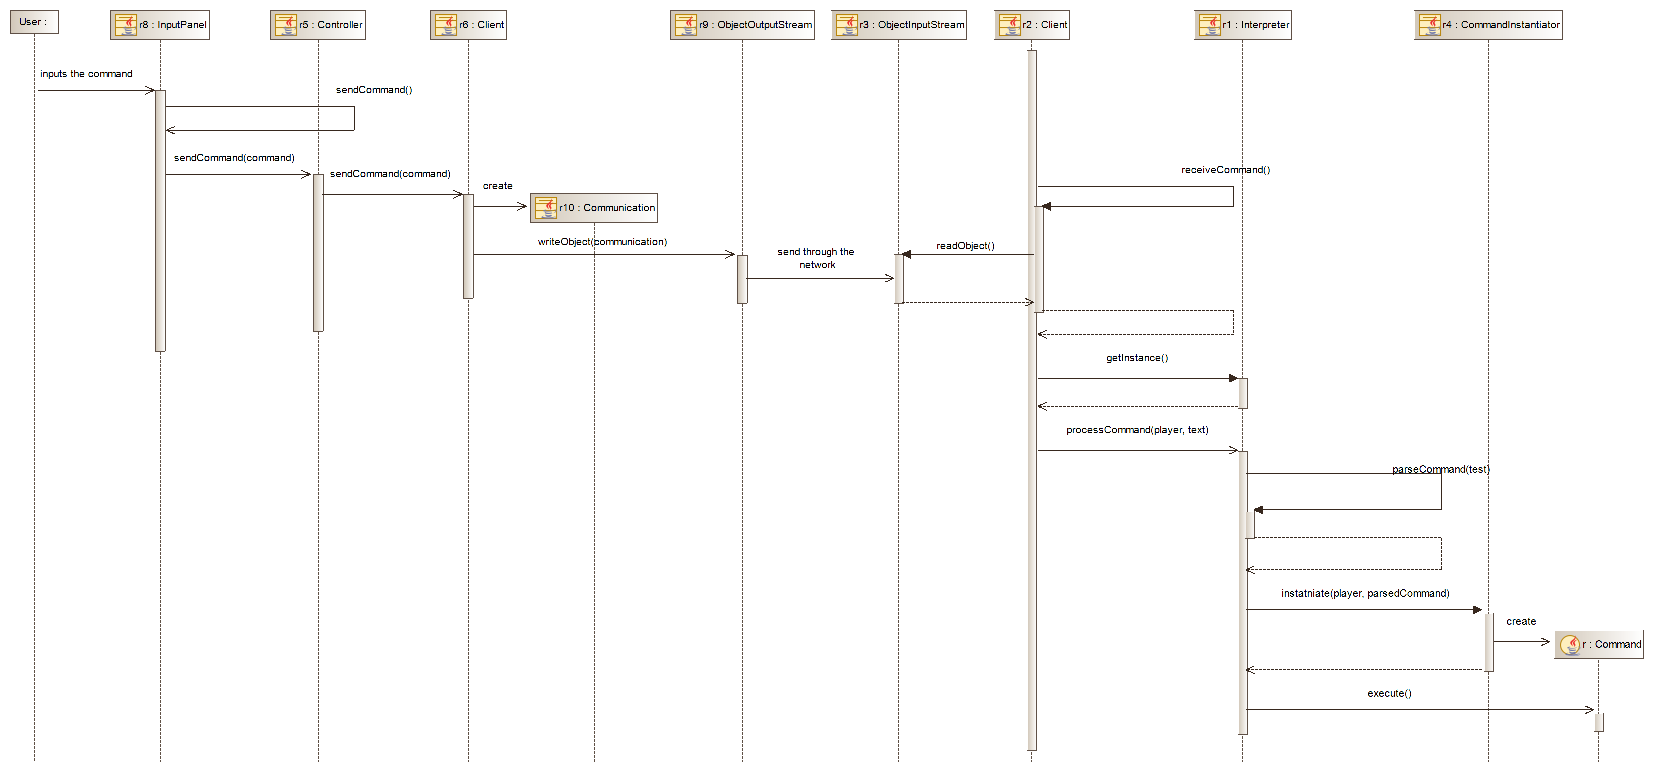 User :
r8 : InputPanel
r5 : Controller
r6 : Client
r9 : ObjectOutputStream
r3 : ObjectInputStream
r2 : Client
r1 : Interpreter
r4 : CommandInstantiator
inputs the command
sendCommand()
sendCommand(command)
sendCommand(command)
receiveCommand()
create
r10 : Communication
writeObject(communication)
send through the
network
readObject()
getInstance()
processCommand(player, text)
parseCommand(test)
instatniate(player, parsedCommand)
create
r : Command
execute()